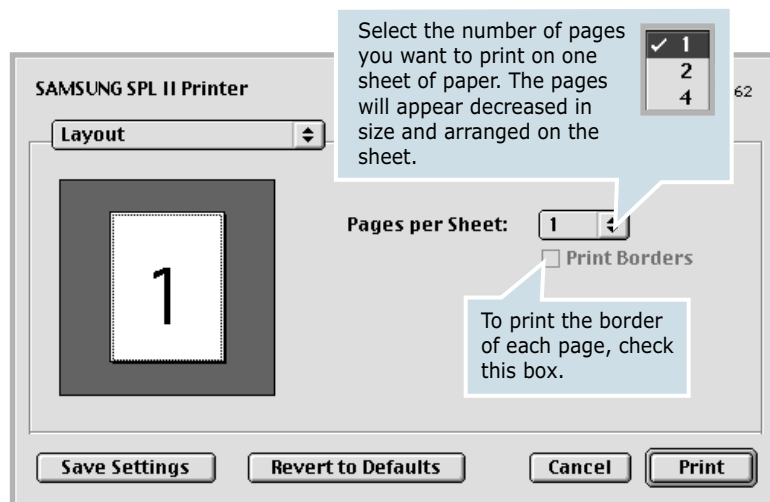 Select the number of pages
you want to print on one
sheet of paper. The pages
will appear decreased in
size and arranged on the
sheet.
✓ 1
2
4
SAMSUNG SPL II Printer
62
Layout
1
Pages per Sheet: 1
Print Borders
To print the border
of each page, check
this box.
Save Settings Revert to Defaults Cancel Print